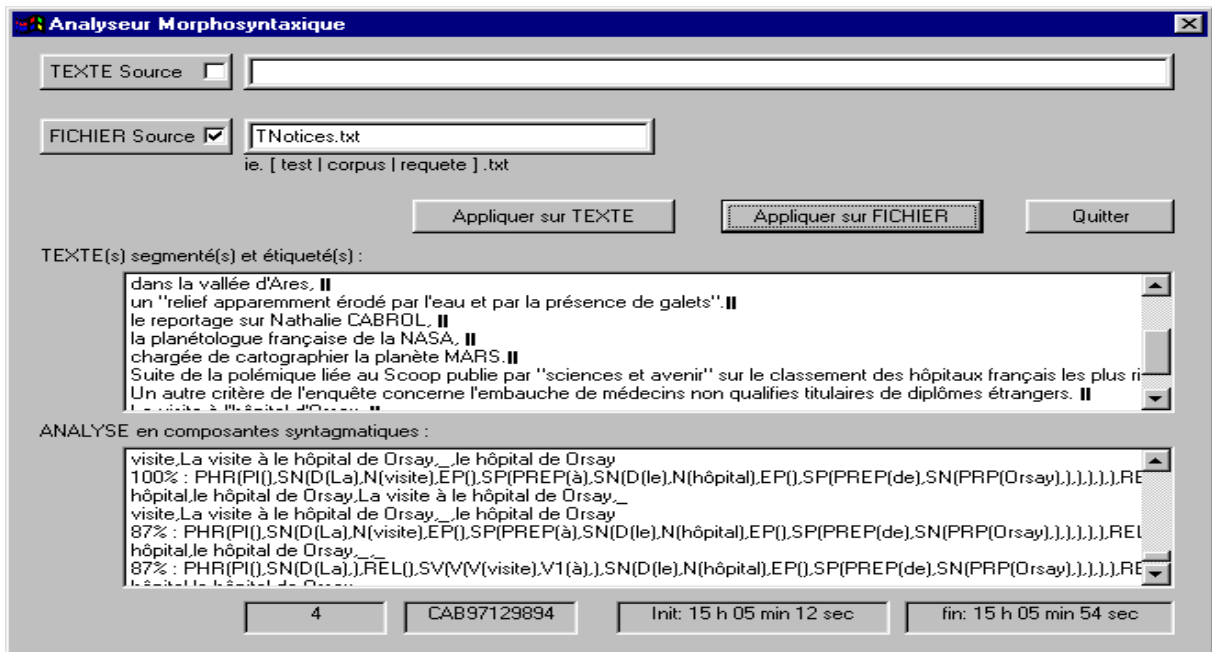 Analyseur Morphosyntaxique
TEXTE Source
FICHIER Source TNotices.txt
ie. [ test | corpus | requete ] .txt
Appliquer sur TEXTE Appliquer sur FICHIER Quitter
TEXTE(s) segmenté(s) et étiqueté(s) :
dans la vallée d'Ares, ||
un "relief apparemment érodé par l'eau et par la présence de galets".||
le reportage sur Nathalie CABROL, ||
la planétologue française de la NASA, ||
chargée de cartographier la planète MARS.||
Suite de la polémique liée au Scoop publie par "sciences et avenir" sur le classement des hôpitaux français les plus ri
Un autre critère de l'enquête concerne l'embauche de médecins non qualifies titulaires de diplômes étrangers. ||
La visite à l'hôpital d'Orsay, ||
ANALYSE en composantes syntagmatiques :
visite,La visite à le hôpital de Orsay,_,le hôpital de Orsay
100% : PHR(PI(),SN(D(La),N(visite),EP(),SP(PREP(à),SN(D(le),N(hôpital),EP(),SP(PREP(de),SN(PRP(Orsay),),),),),),RE
hôpital,le hôpital de Orsay,La visite à le hôpital de Orsay,_
visite,La visite à le hôpital de Orsay,_,le hôpital de Orsay
87% : PHR(PI(),SN(D(La),N(visite),EP(),SP(PREP(à),SN(D(le),N(hôpital),EP(),SP(PREP(de),SN(PRP(Orsay),),),),),),REL
hôpital,le hôpital de Orsay,_,_
87% : PHR(PI(),SN(D(La),),REL(),SV(V(V(visite),V1(à),),SN(D(le),N(hôpital),EP(),SP(PREP(de),SN(PRP(Orsay),),),),),RE
4 CAB97129894 Init: 15 h 05 min 12 sec fin: 15 h 05 min 54 sec